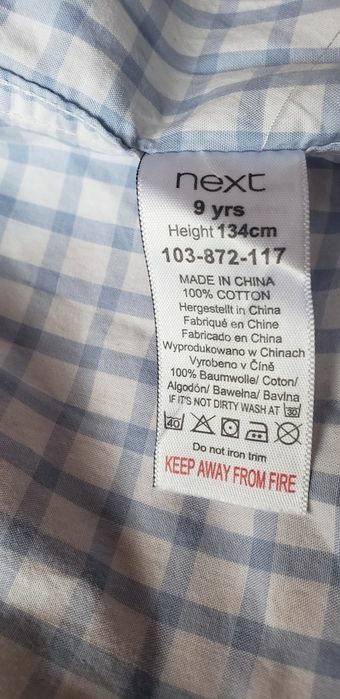 next
9 yrs
Height 134cm
103-872-117
MADE IN CHINA
100% COTTON
Hergestellt in China
Fabriqué en Chine
Fabricado en China
Wyprodukowano w Chinach
Vyrobeno v Číně
100% Baumwolle/ Coton/
Algodón/ Bawełna/ Bavlna
IF IT'S NOT DIRTY WASH AT 30
40
Do not iron trim
KEEP AWAY FROM FIRE